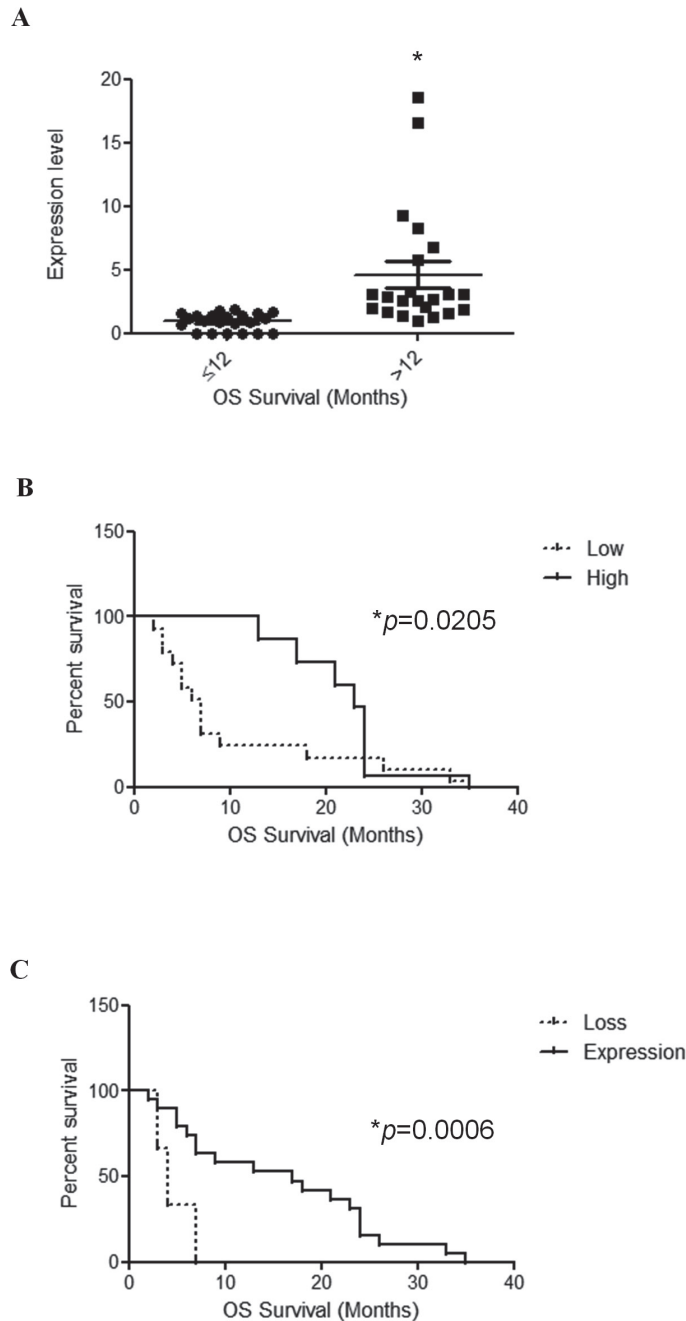 A
*
20
15
10
5
0
Expression level
≤12
>12
OS Survival (Months)
B
150
100
50
0
Percent survival
Low
High
*p=0.0205
0 10 20 30 40
OS Survival (Months)
C
150
100
50
0
Percent survival
Loss
Expression
*p=0.0006
0 10 20 30 40
OS Survival (Months)